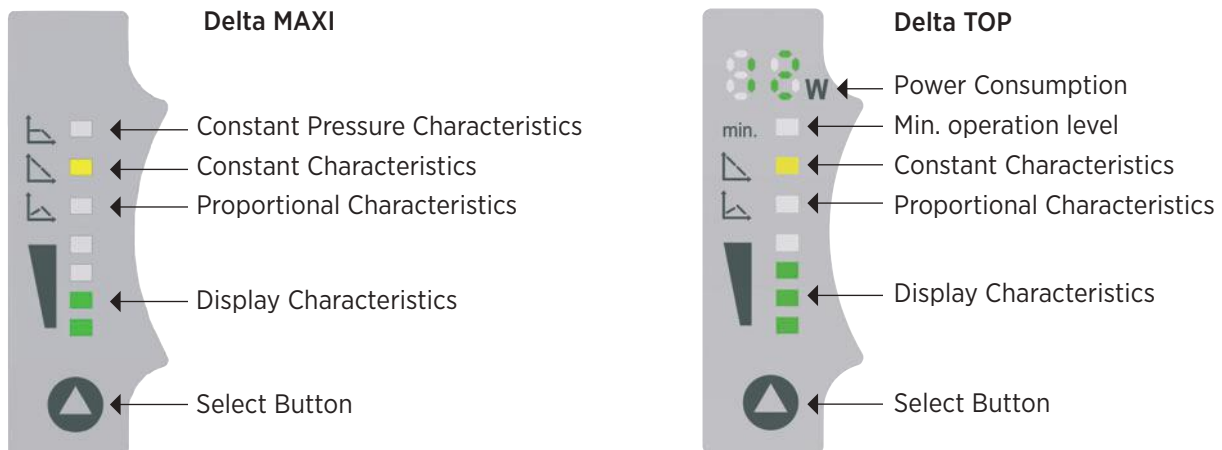 Delta MAXI
Constant Pressure Characteristics
Constant Characteristics
Proportional Characteristics
Display Characteristics
Select Button
Delta TOP
12 W
Power Consumption
min.
Min. operation level
Constant Characteristics
Proportional Characteristics
Display Characteristics
Select Button